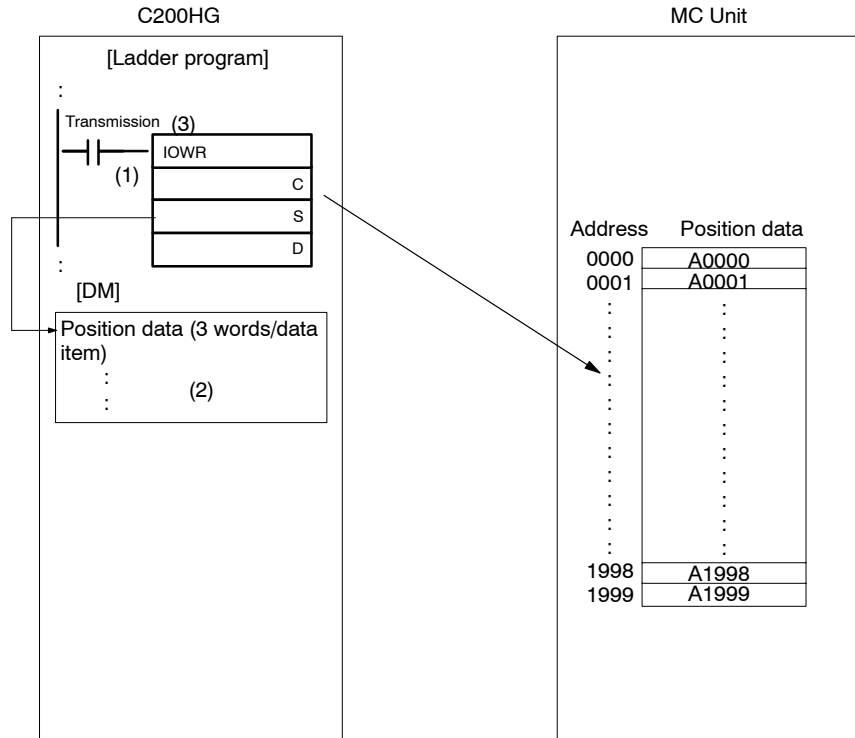 C200HG
MC Unit
[Ladder program]
:
Transmission (3)
IOWR
(1)
C
S
D
:
[DM]
Position data (3 words/data
item)
:
(2)
:
Address Position data
0000 A0000
0001 A0001
: :
: :
: :
: :
: :
: :
: :
: :
: :
: :
: :
: :
: :
1998 A1998
1999 A1999